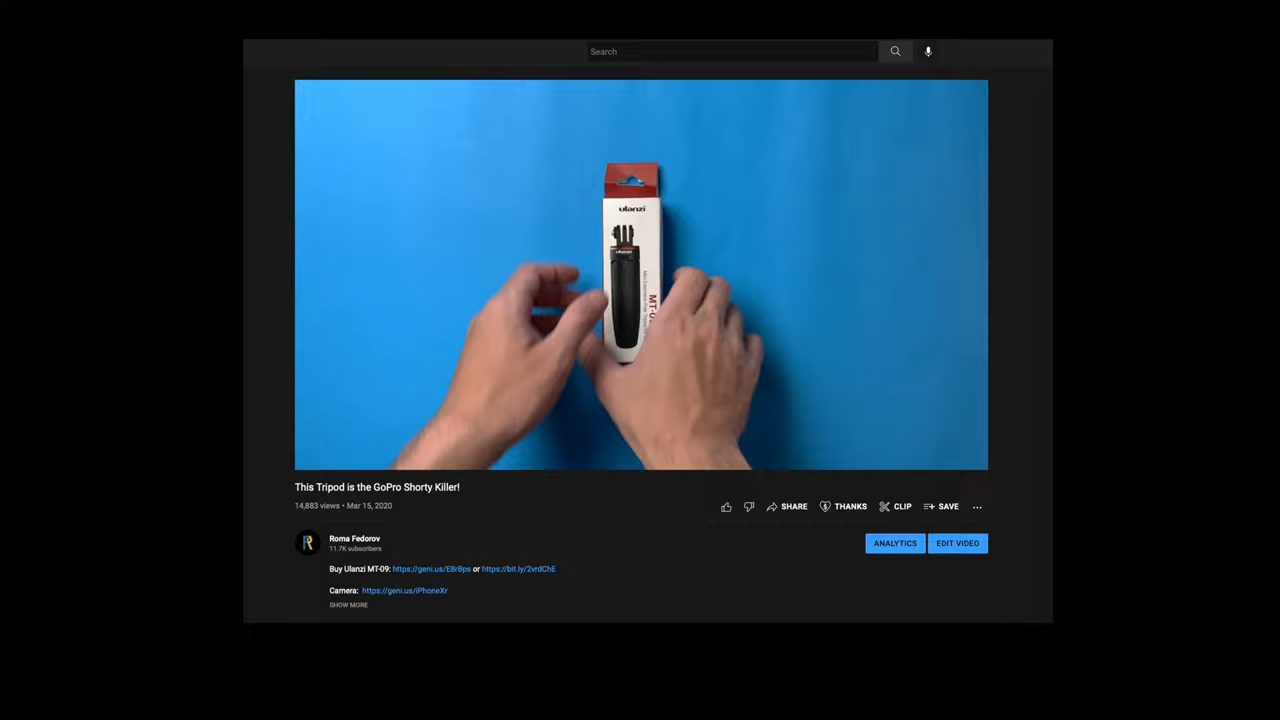 Search
ulanzi
ulanzi
This Tripod is the GoPro Shorty Killer!
14,883 views • Mar 15, 2020
SHARE
THANKS
CLIP
SAVE
Roma Fedorov
11.7K subscribers
ANALYTICS
EDIT VIDEO
Buy Ulanzi MT-09: https://geni.us/E8rBps or https://bit.ly/2vrdChE
Camera: https://geni.us/iPhoneXr
SHOW MORE